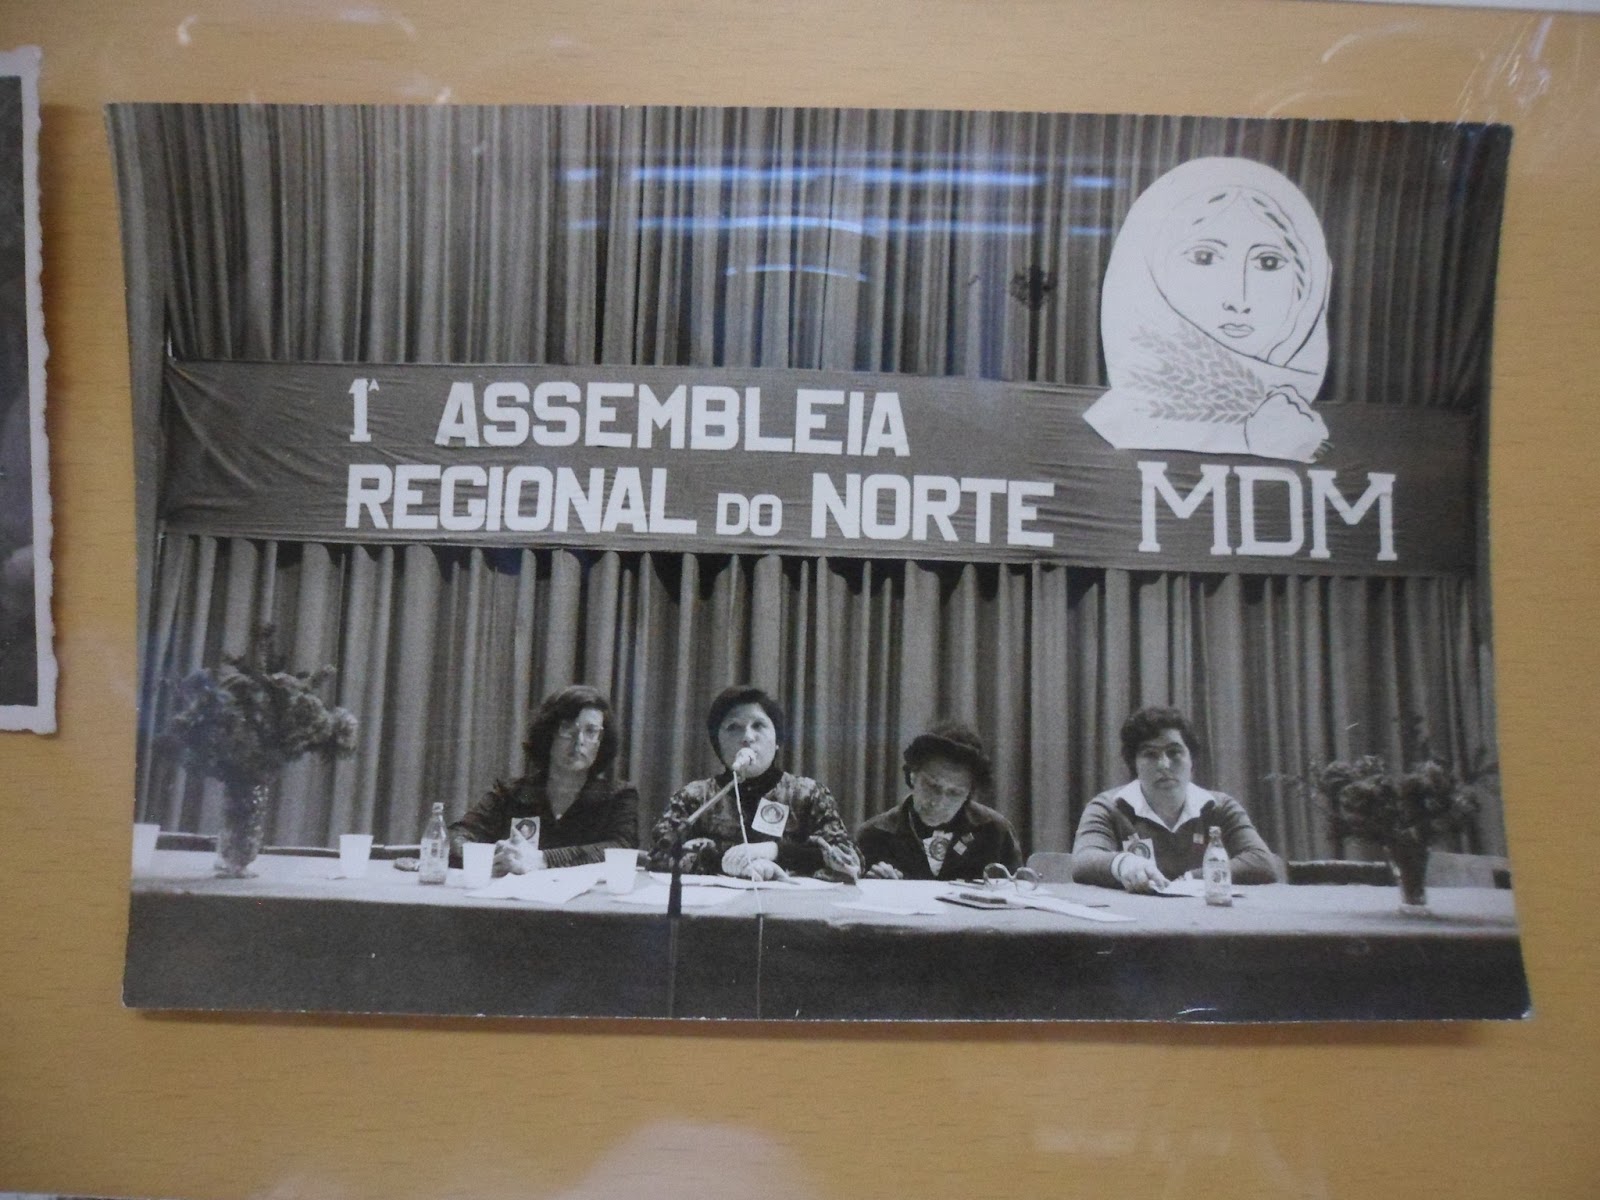 1ª ASSEMBLEIA
REGIONAL DO NORTE
MDM